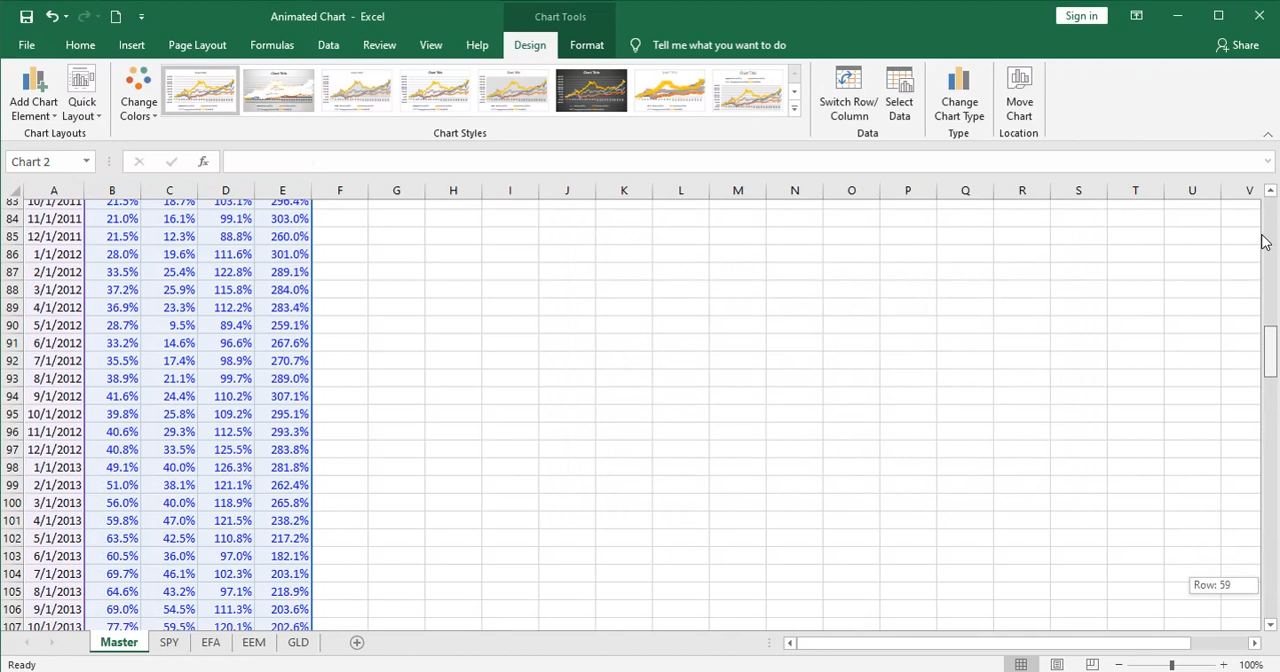 Animated Chart - Excel
Chart Tools
Sign in
File Home Insert Page Layout Formulas Data Review View Help Design Format Tell me what you want to do Share
Add Chart Element
Quick Layout
Change Colors
Switch Row/ Column
Select Data
Change Chart Type
Move Chart
Chart Layouts Chart Styles Data Type Location
Chart 2
fx
A B C D E F G H I J K L M N O P Q R S T U V
83 10/1/2011 21.5% 18.7% 103.1% 296.4%
84 11/1/2011 21.0% 16.1% 99.1% 303.0%
85 12/1/2011 21.5% 12.3% 88.8% 260.0%
86 1/1/2012 28.0% 19.6% 111.6% 301.0%
87 2/1/2012 33.5% 25.4% 122.8% 289.1%
88 3/1/2012 37.2% 25.9% 115.8% 284.0%
89 4/1/2012 36.9% 23.3% 112.2% 283.4%
90 5/1/2012 28.7% 9.5% 89.4% 259.1%
91 6/1/2012 33.2% 14.6% 96.6% 267.6%
92 7/1/2012 35.5% 17.4% 98.9% 270.7%
93 8/1/2012 38.9% 21.1% 99.7% 289.0%
94 9/1/2012 41.6% 24.4% 110.2% 307.1%
95 10/1/2012 39.8% 25.8% 109.2% 295.1%
96 11/1/2012 40.6% 29.3% 112.5% 293.3%
97 12/1/2012 40.8% 33.5% 125.5% 283.8%
98 1/1/2013 49.1% 40.0% 126.3% 281.8%
99 2/1/2013 51.0% 38.1% 121.1% 262.4%
100 3/1/2013 56.0% 40.0% 118.9% 265.8%
101 4/1/2013 59.8% 47.0% 121.5% 238.2%
102 5/1/2013 63.5% 42.5% 110.8% 217.2%
103 6/1/2013 60.5% 36.0% 97.0% 182.1%
104 7/1/2013 69.7% 46.1% 102.3% 203.1%
105 8/1/2013 64.6% 43.2% 97.1% 218.9%
Row: 59
106 9/1/2013 69.0% 54.5% 111.3% 203.6%
107 10/1/2013 77.7% 59.5% 120.1% 202.6%
Master SPY EFA EEM GLD
Ready
100%